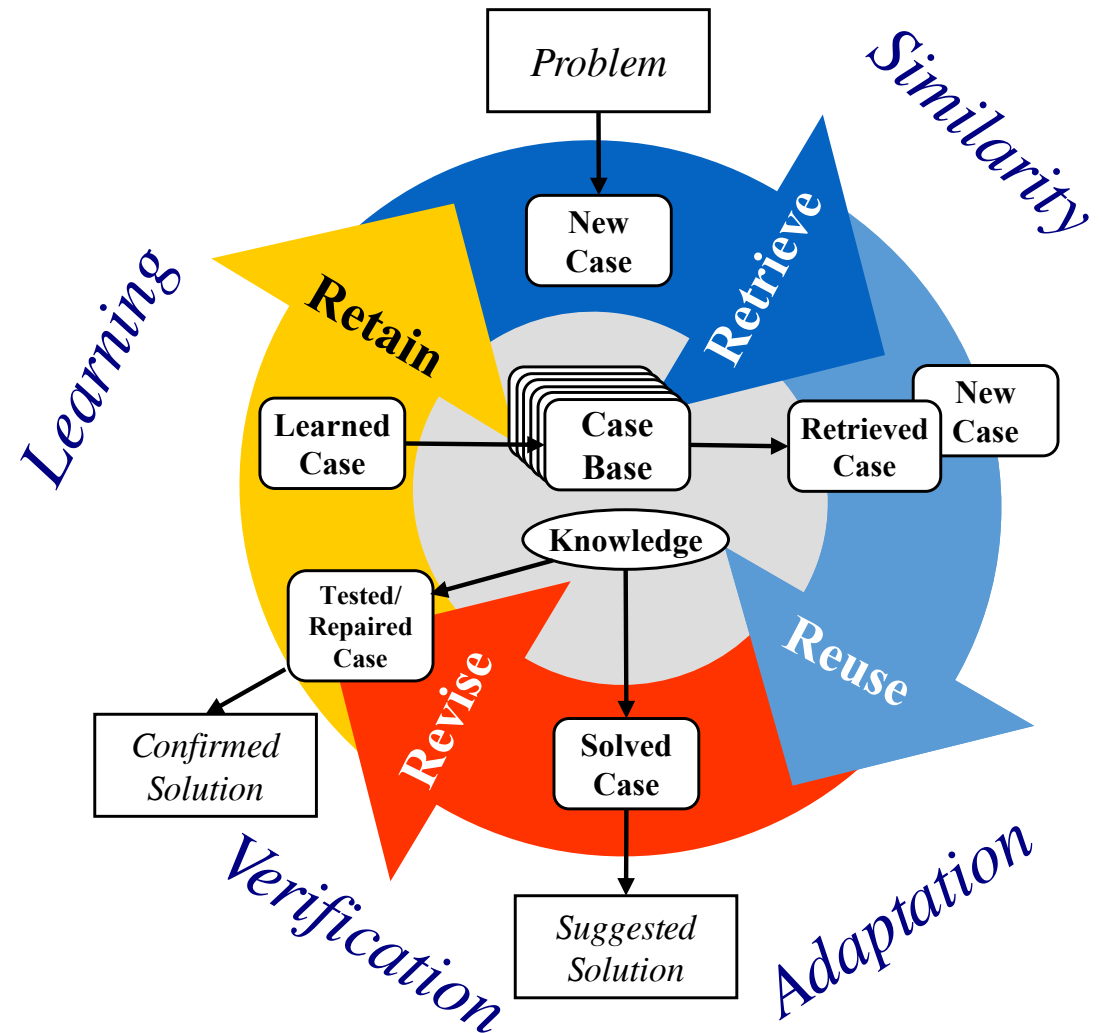 Problem
Similarity
New
Case
Retrieve
Learning
Retain
Learned
Case
Case
Base
Retrieved
Case
New
Case
Knowledge
Tested/
Repaired
Case
Revise
Reuse
Confirmed
Solution
Solved
Case
Verification
Suggested
Solution
Adaptation